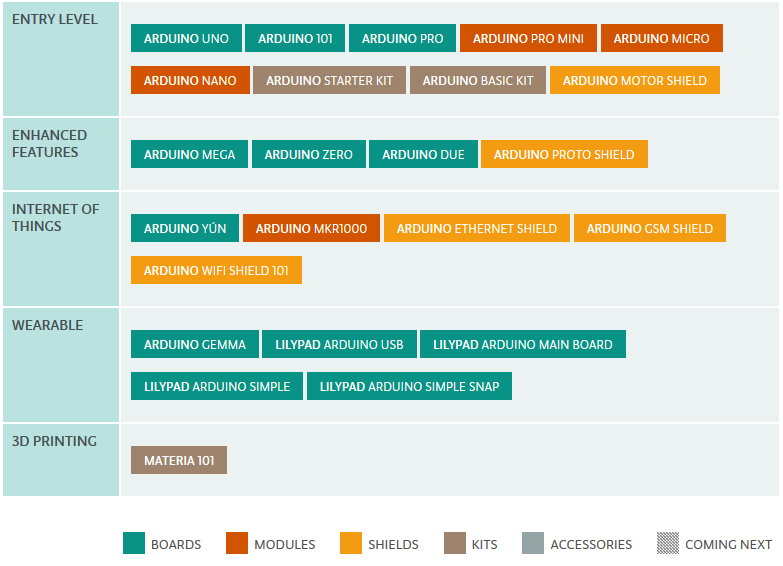 ENTRY LEVEL
ARDUINO UNO
ARDUINO 101
ARDUINO PRO
ARDUINO PRO MINI
ARDUINO MICRO
ARDUINO NANO
ARDUINO STARTER KIT
ARDUINO BASIC KIT
ARDUINO MOTOR SHIELD
ENHANCED
FEATURES
ARDUINO MEGA
ARDUINO ZERO
ARDUINO DUE
ARDUINO PROTO SHIELD
INTERNET OF
THINGS
ARDUINO YÚN
ARDUINO MKR1000
ARDUINO ETHERNET SHIELD
ARDUINO GSM SHIELD
ARDUINO WIFI SHIELD 101
WEARABLE
ARDUINO GEMMA
LILYPAD ARDUINO USB
LILYPAD ARDUINO MAIN BOARD
LILYPAD ARDUINO SIMPLE
LILYPAD ARDUINO SIMPLE SNAP
3D PRINTING
MATERIA 101
BOARDS
MODULES
SHIELDS
KITS
ACCESSORIES
COMING NEXT